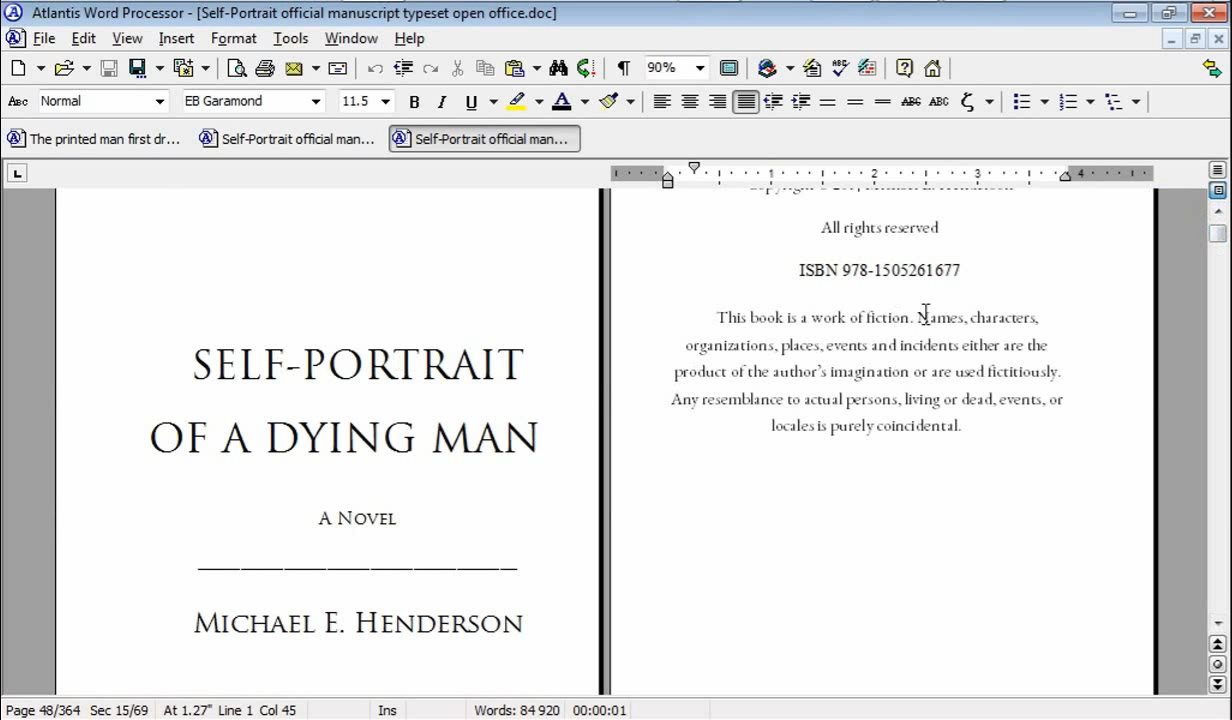 Atlantis Word Processor - [Self-Portrait official manuscript typeset open office.doc]
File Edit View Insert Format Tools Window Help
90%
Normal EB Garamond 11.5 B I U
The printed man first dr... Self-Portrait official man... Self-Portrait official man...
1 2 3 4
All rights reserved
ISBN 978-1505261677
This book is a work of fiction. Names, characters,
organizations, places, events and incidents either are the
product of the author's imagination or are used fictitiously.
Any resemblance to actual persons, living or dead, events, or
locales is purely coincidental.
SELF-PORTRAIT
OF A DYING MAN
A NOVEL
MICHAEL E. HENDERSON
Page 48/364 Sec 15/69 At 1.27" Line 1 Col 45 Ins Words: 84 920 00:00:01